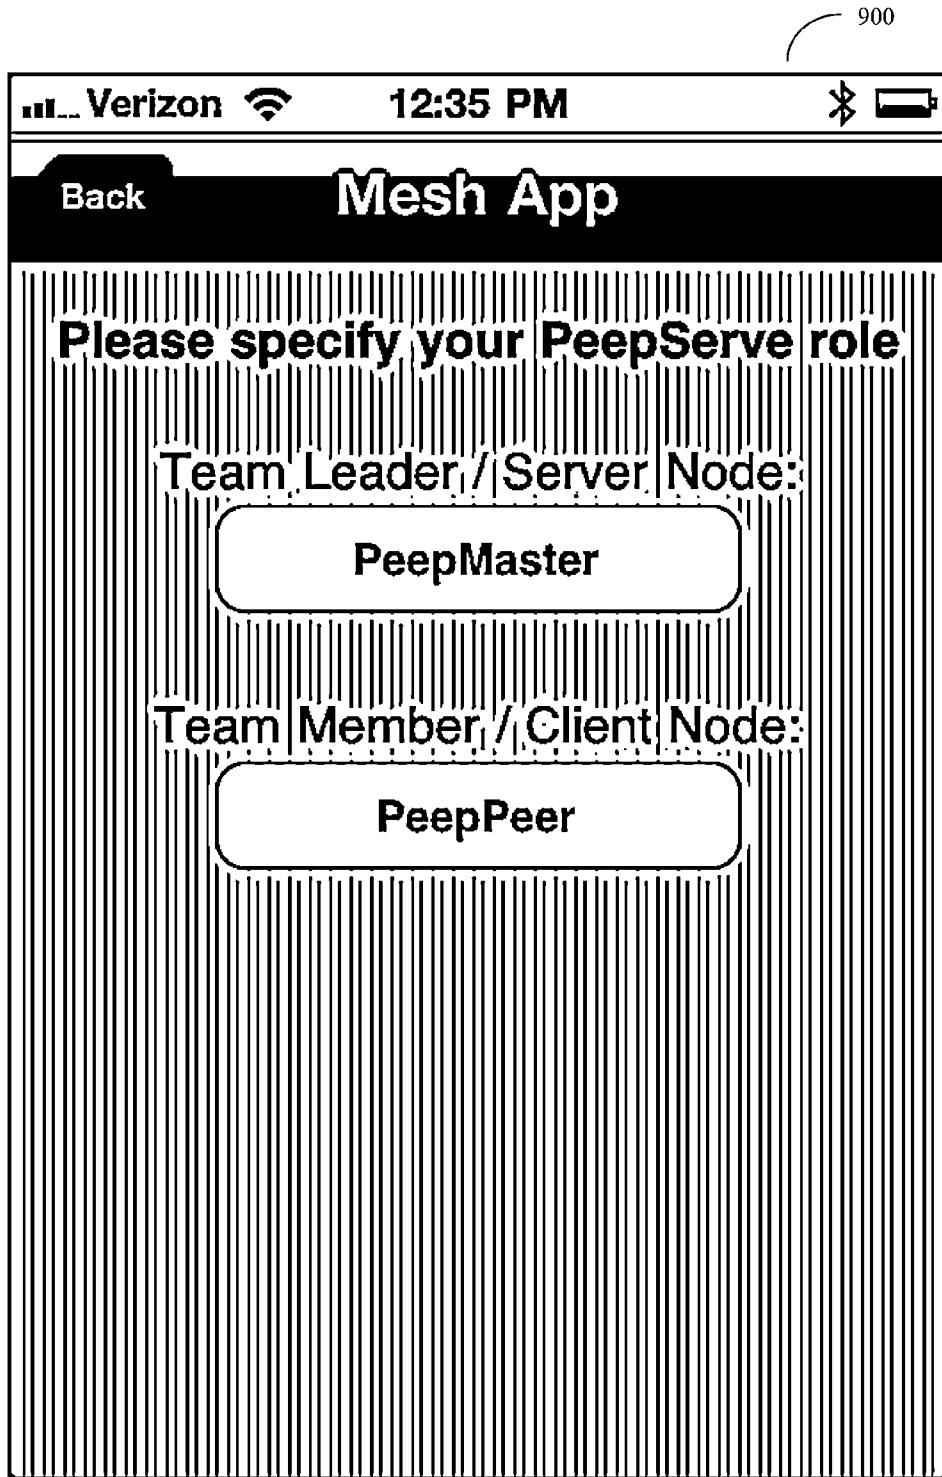 900
Verizon 12:35 PM
Back Mesh App
Please specify your PeepServe role
Team Leader / Server Node:
PeepMaster
Team Member / Client Node:
PeepPeer